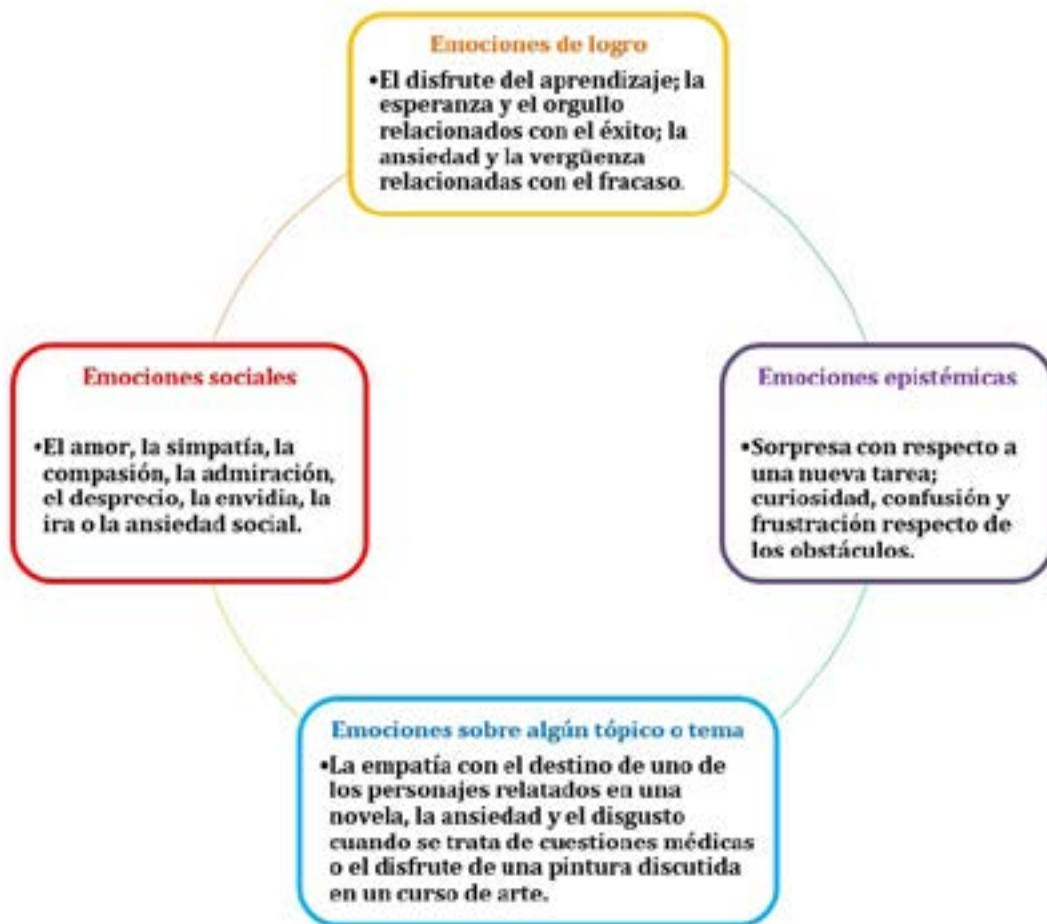 Emociones de logro
•El disfrute del aprendizaje; la
esperanza y el orgullo
relacionados con el éxito; la
ansiedad y la vergüenza
relacionadas con el fracaso.
Emociones sociales
•El amor, la simpatía, la
compasión, la admiración,
el desprecio, la envidia, la
ira o la ansiedad social.
Emociones epistémicas
•Sorpresa con respecto a
una nueva tarea;
curiosidad, confusión y
frustración respecto de
los obstáculos.
Emociones sobre algún tópico o tema
•La empatía con el destino de uno de
los personajes relatados en una
novela, la ansiedad y el disgusto
cuando se trata de cuestiones médicas
o el disfrute de una pintura discutida
en un curso de arte.